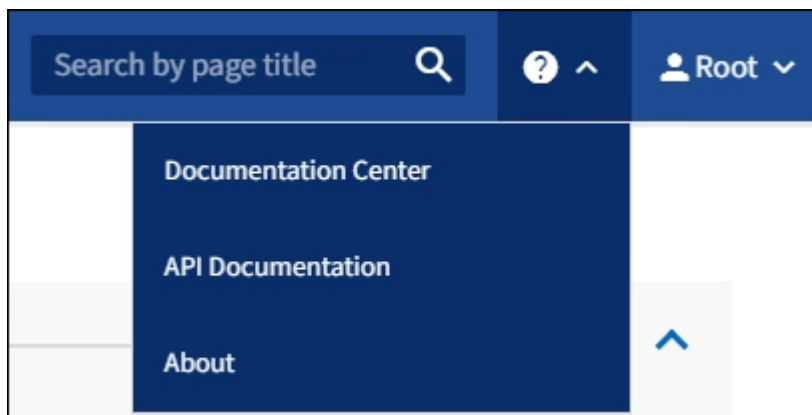 Search by page title
Root
Documentation Center
API Documentation
About